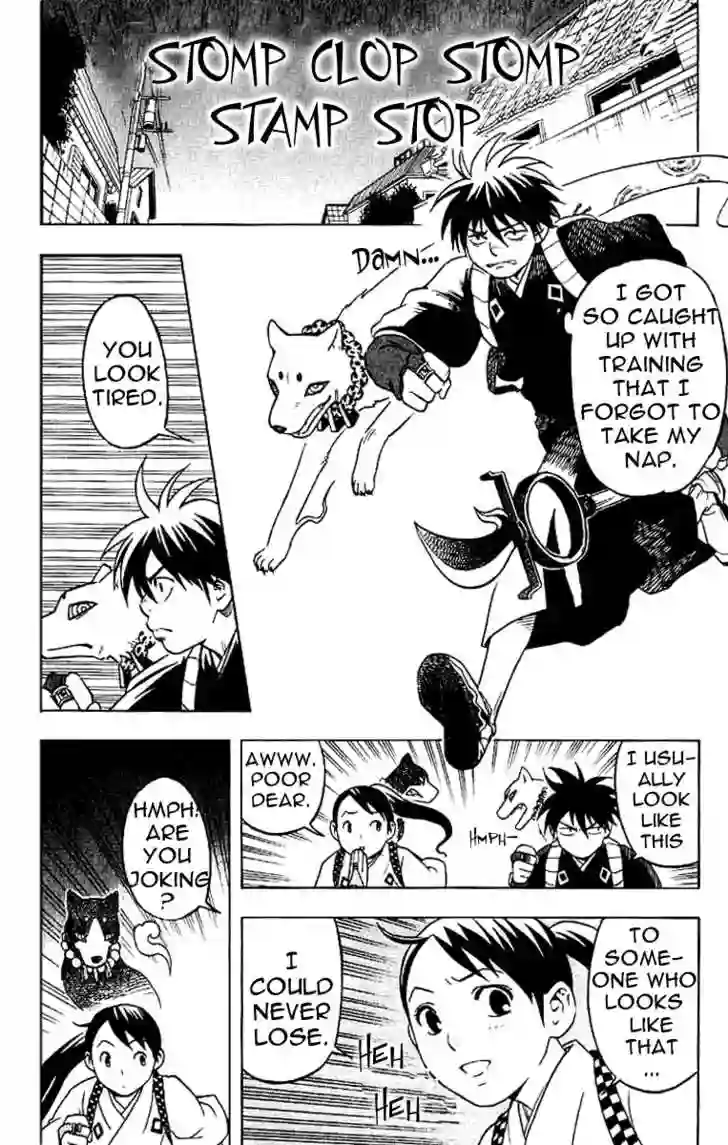 STOMP CLOP STOMP
STAMP STOP
DAMN...
I GOT
SO CAUGHT
UP WITH
TRAINING
THAT I
FORGOT TO
TAKE MY
NAP.
YOU
LOOK
TIRED.
I USU-
ALLY
LOOK
LIKE
THIS
HMPH-
AWWW.
POOR
DEAR.
HMPH!
ARE
YOU
JOKING
?
TO
SOME-
ONE WHO
LOOKS
LIKE
THAT
...
I
COULD
NEVER
LOSE.
HEH
HEH